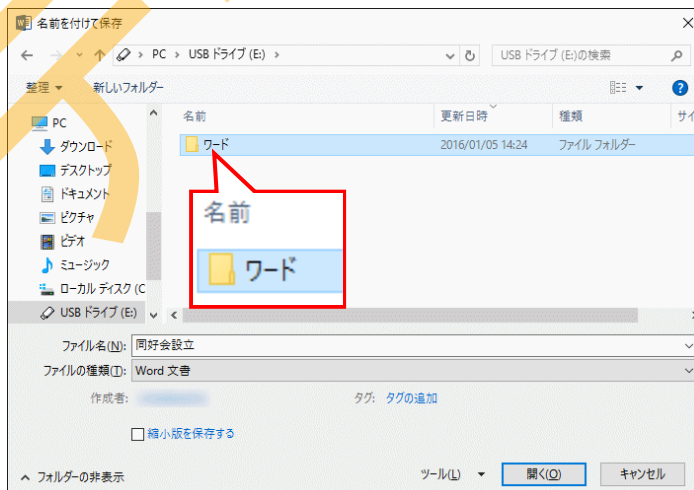 名前を付けて保存
PC > USB ドライブ (E:) >
USB ドライブ (E:)の検索
整理
新しいフォルダー
名前
更新日時
種類
サイ
PC
ダウンロード
デスクトップ
ドキュメント
ピクチャ
ビデオ
ミュージック
ローカル ディスク (C
USB ドライブ (E:)
ワード
2016/01/05 14:24
ファイル フォルダー
名前
ワード
ファイル名(N): 同好会設立
ファイルの種類(T): Word 文書
作成者:
タグ: タグの追加
縮小版を保存する
フォルダーの非表示
ツール(L)
開く(O)
キャンセル